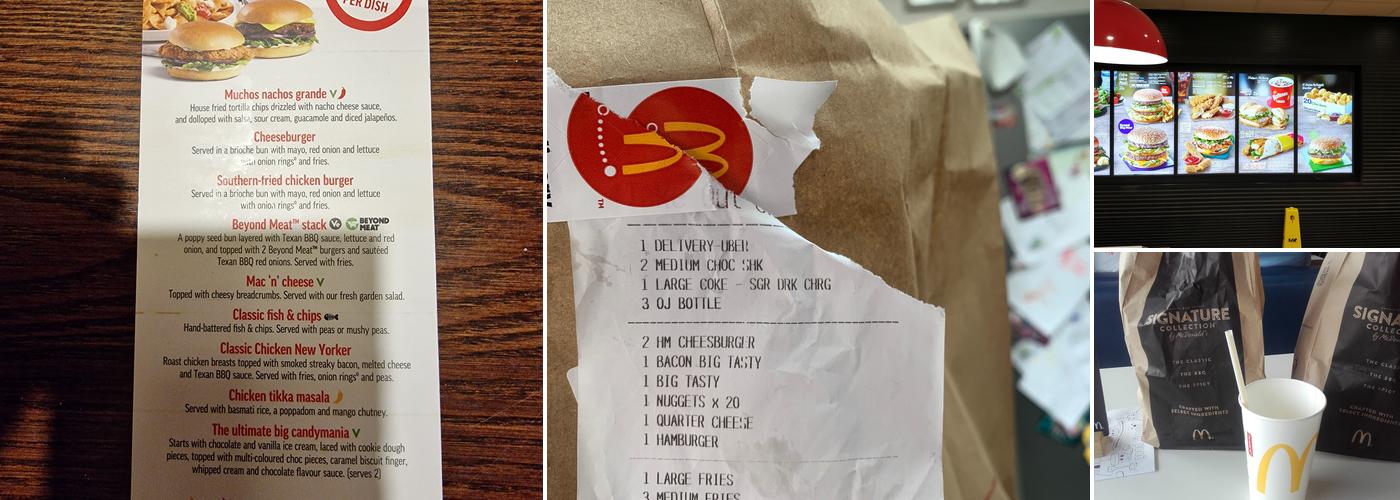 PER DISH
Muchos nachos grande V
House fried tortilla chips drizzled with nacho cheese sauce,
and dolloped with salsa, sour cream, guacamole and diced jalapeños.
Cheeseburger
Served in a brioche bun with mayo, red onion and lettuce
with onion rings* and fries.
Southern-fried chicken burger
Served in a brioche bun with mayo, red onion and lettuce
with onion rings* and fries.
Beyond Meat™ stack BEYOND MEAT
A poppy seed bun layered with Texan BBQ sauce, lettuce and red
onion, and topped with 2 Beyond Meat™ burgers and sautéed
Texan BBQ red onions. Served with fries.
Mac 'n' cheese V
Topped with cheesy breadcrumbs. Served with our fresh garden salad.
Classic fish & chips
Hand-battered fish & chips. Served with peas or mushy peas.
Classic Chicken New Yorker
Roast chicken breasts topped with smoked streaky bacon, melted cheese
and Texan BBQ sauce. Served with fries, onion rings* and peas.
Chicken tikka masala
Served with basmati rice, a poppadom and mango chutney.
The ultimate big candymania V
Starts with chocolate and vanilla ice cream, laced with cookie dough
pieces, topped with multi-coloured choc pieces, caramel biscuit finger,
whipped cream and chocolate flavour sauce. (serves 2)
TM
1 DELIVERY-UBER
2 MEDIUM CHOC SHK
1 LARGE COKE - SGR DRK CHRG
3 OJ BOTTLE
2 HM CHEESBURGER
1 BACON BIG TASTY
1 BIG TASTY
1 NUGGETS x 20
1 QUARTER CHEESE
1 HAMBURGER
1 LARGE FRIES
3 MEDIUM FRIES
20
SIGNATURE
COLLECTION
by McDonald's
THE CLASSIC
THE BBQ
THE SPICY
CRAFTED WITH
SELECT INGREDIENTS
SIGNA
COLLECT
by McDonald's